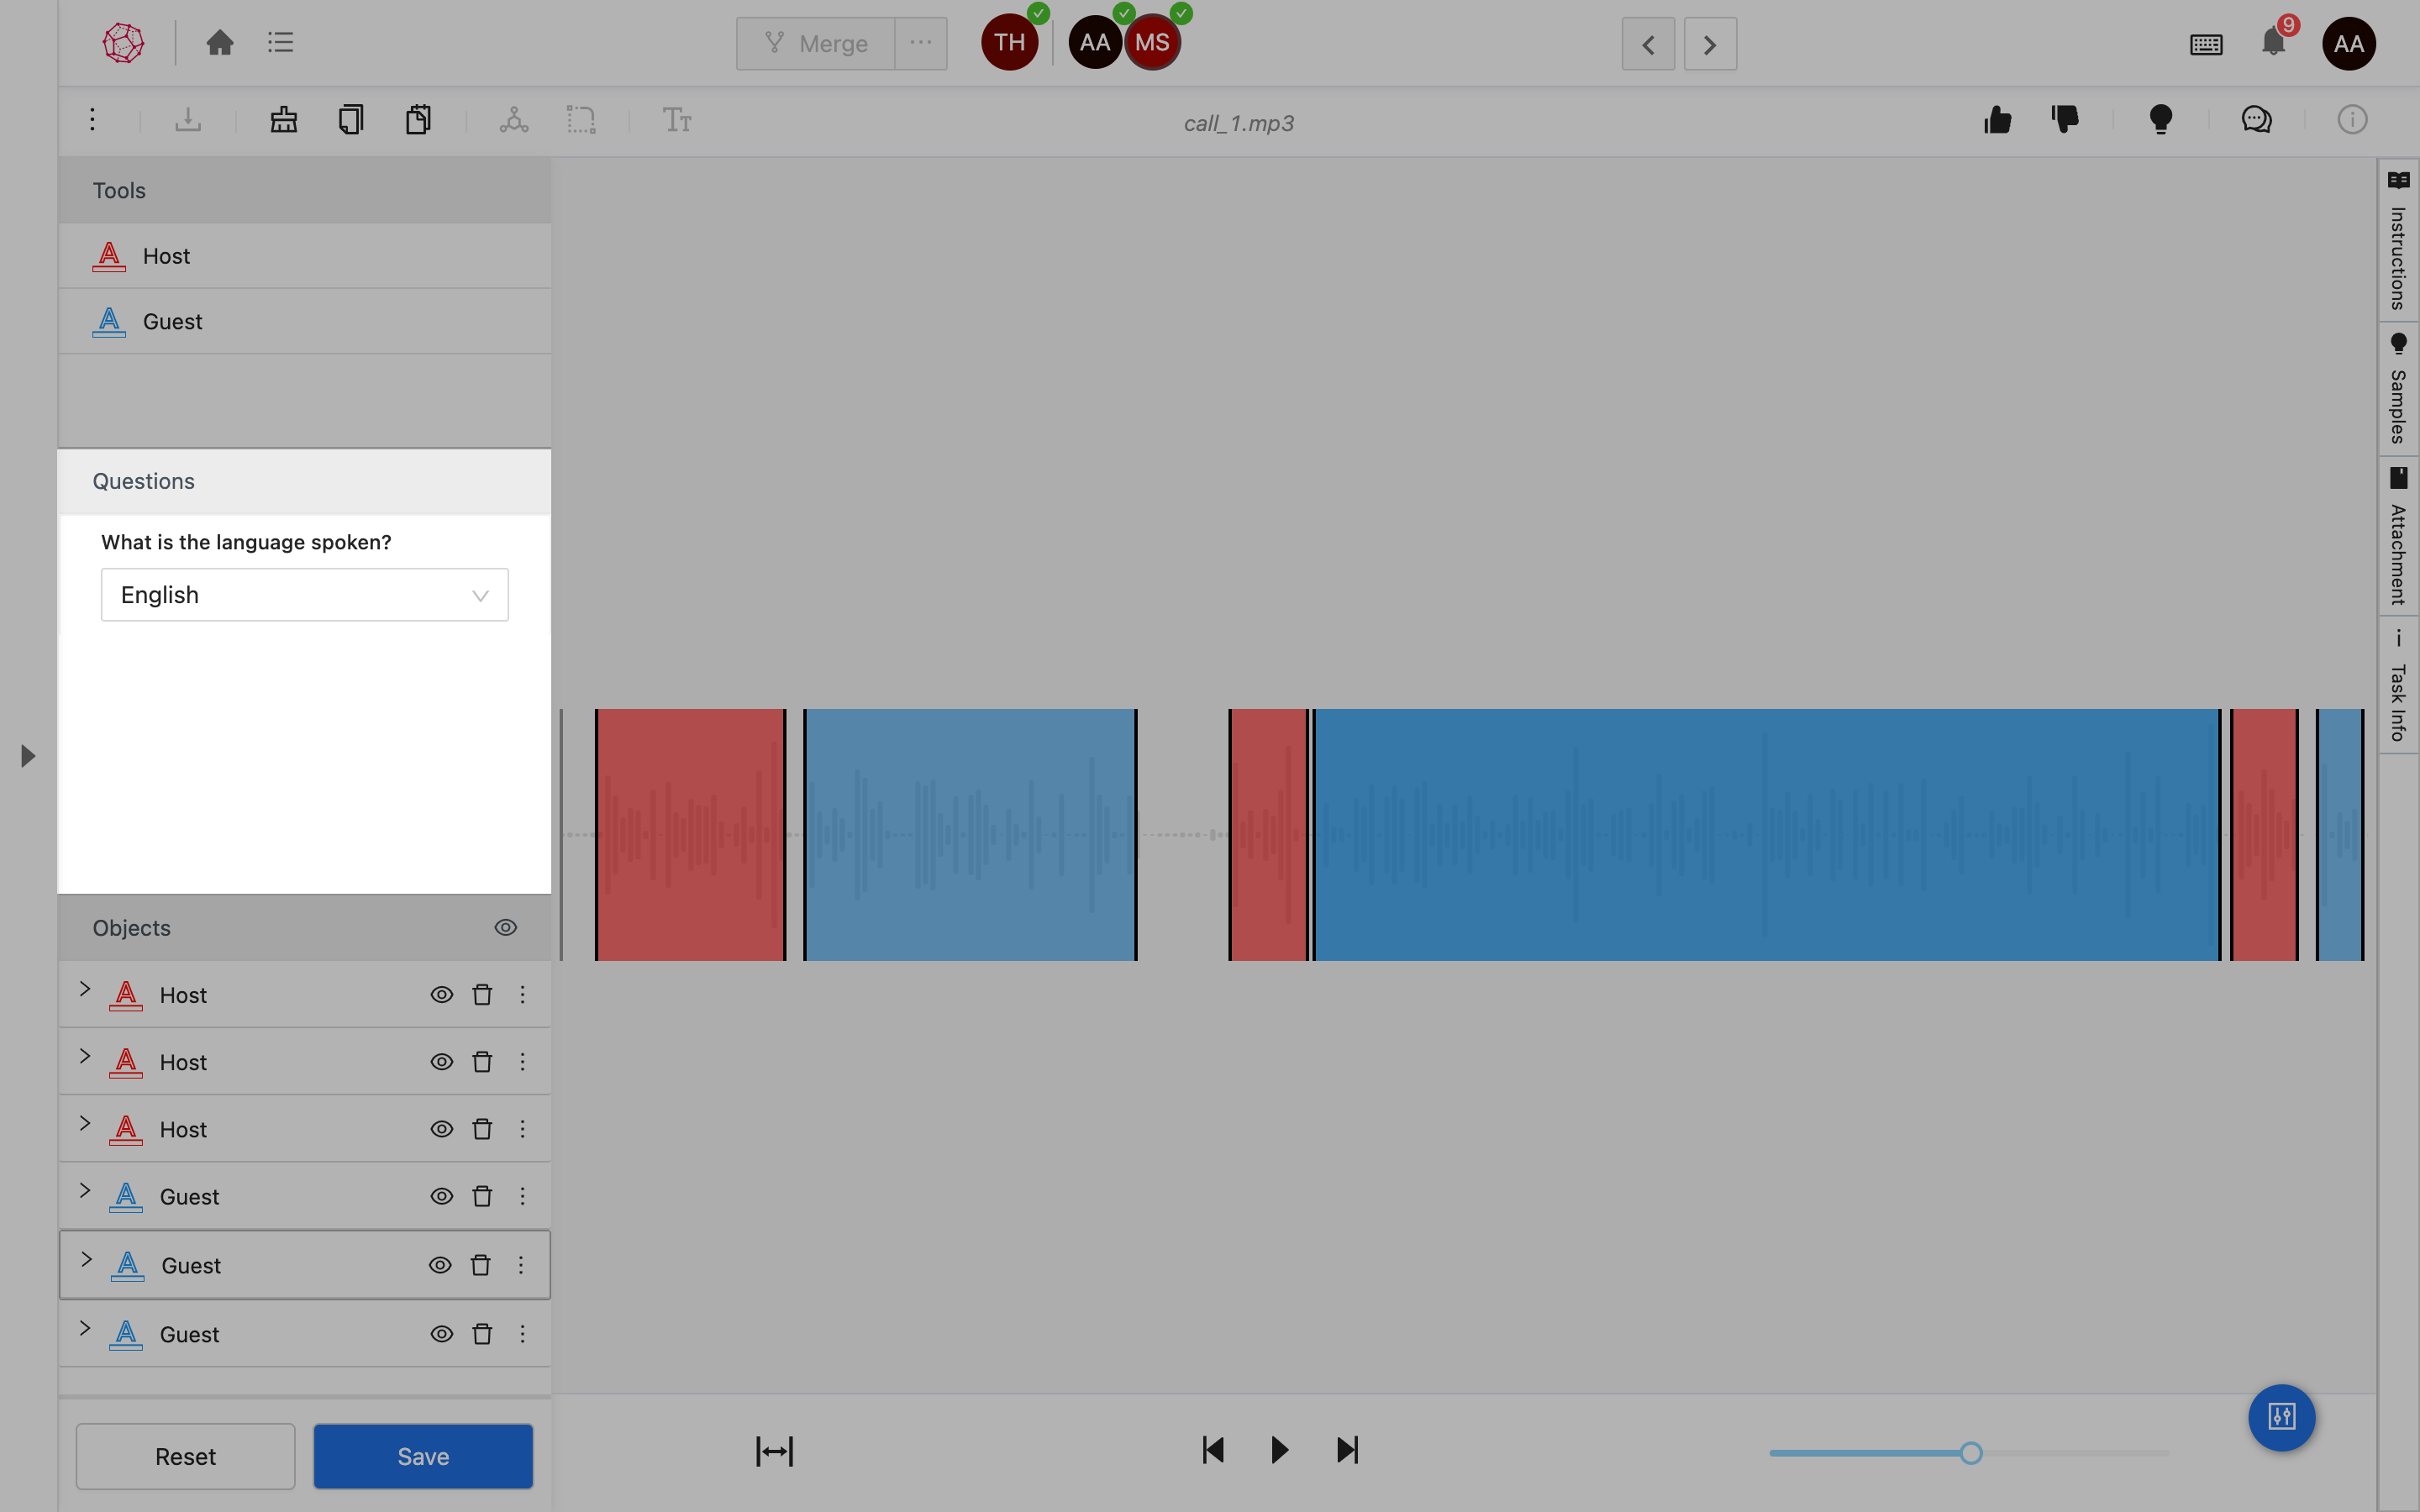 Merge
TH
AA
MS
9
AA
Tт
call_1.mp3
Tools
Host
Guest
Questions
What is the language spoken?
English
Objects
Host
Host
Host
Guest
Guest
Guest
Reset
Save
Instructions
Samples
Attachment
Task Info